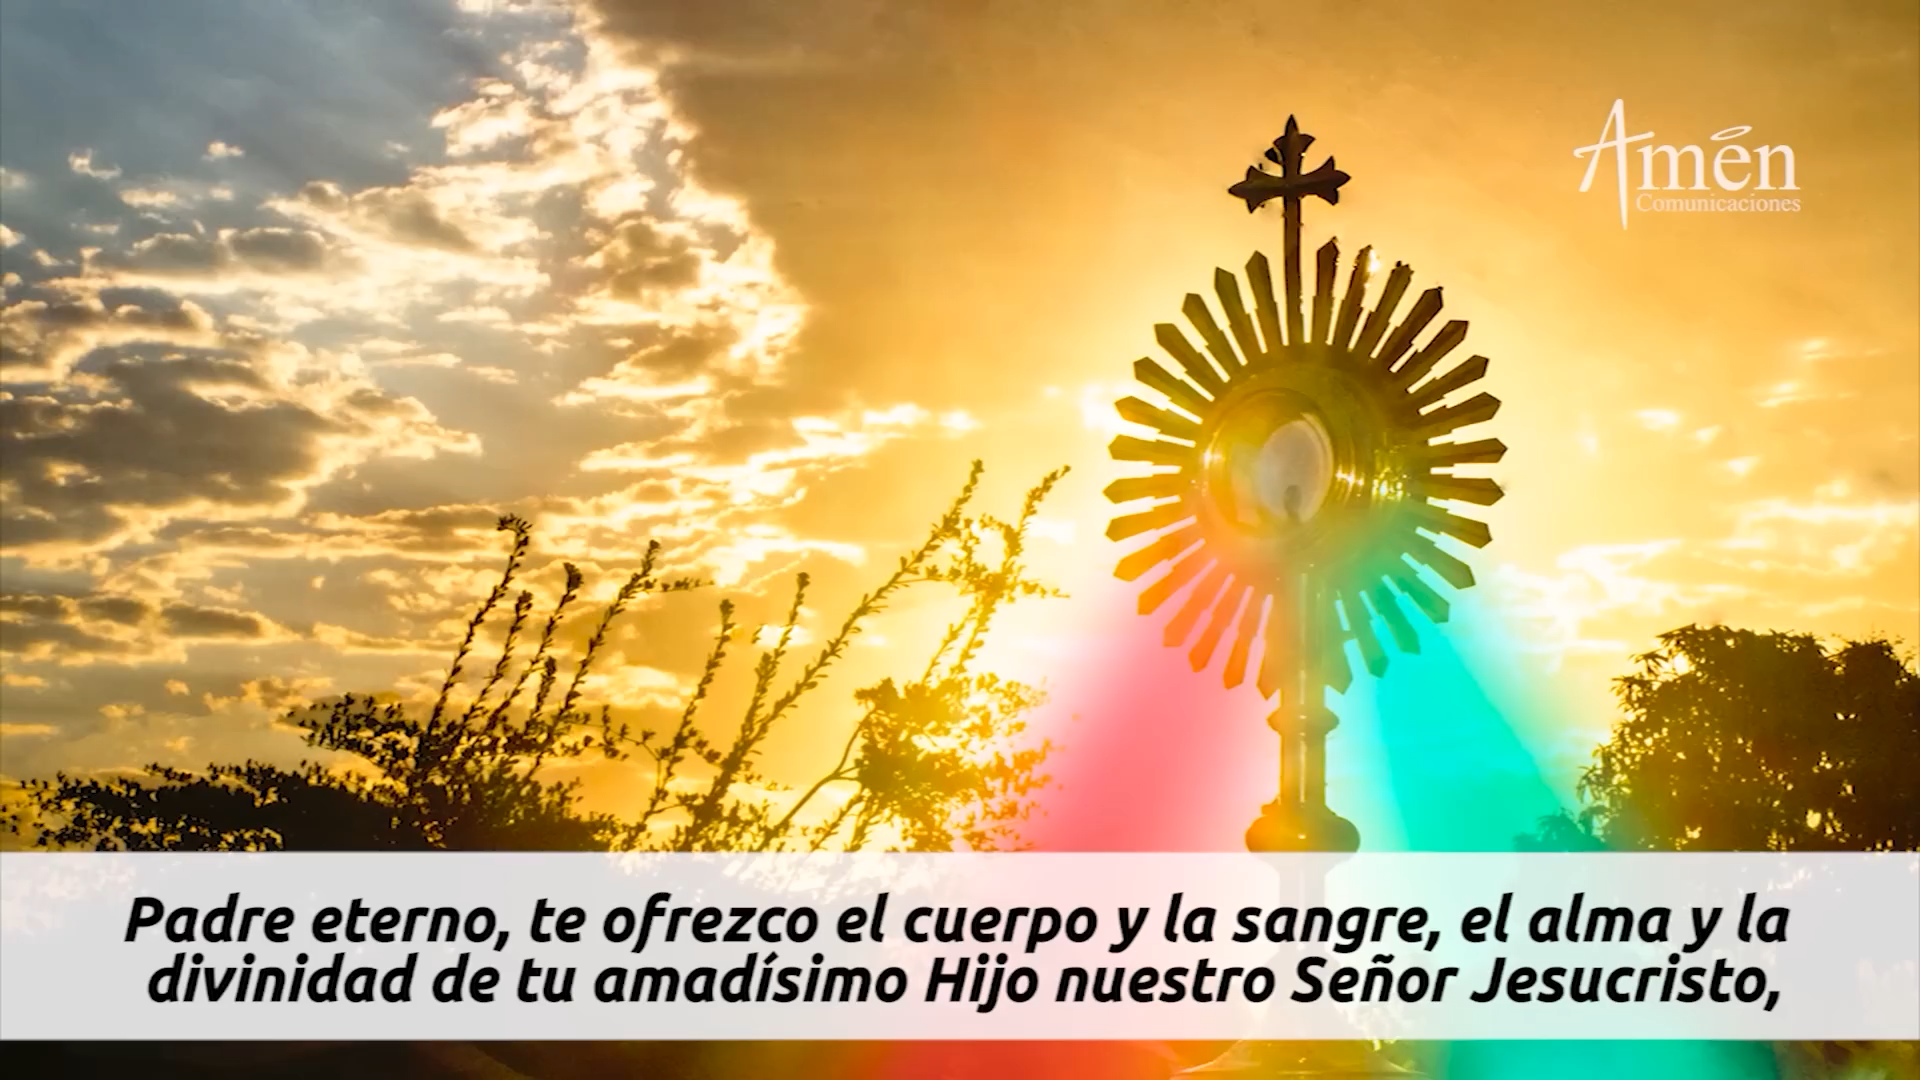 Amén
Comunicaciones
Padre eterno, te ofrezco el cuerpo y la sangre, el alma y la
divinidad de tu amadísimo Hijo nuestro Señor Jesucristo,